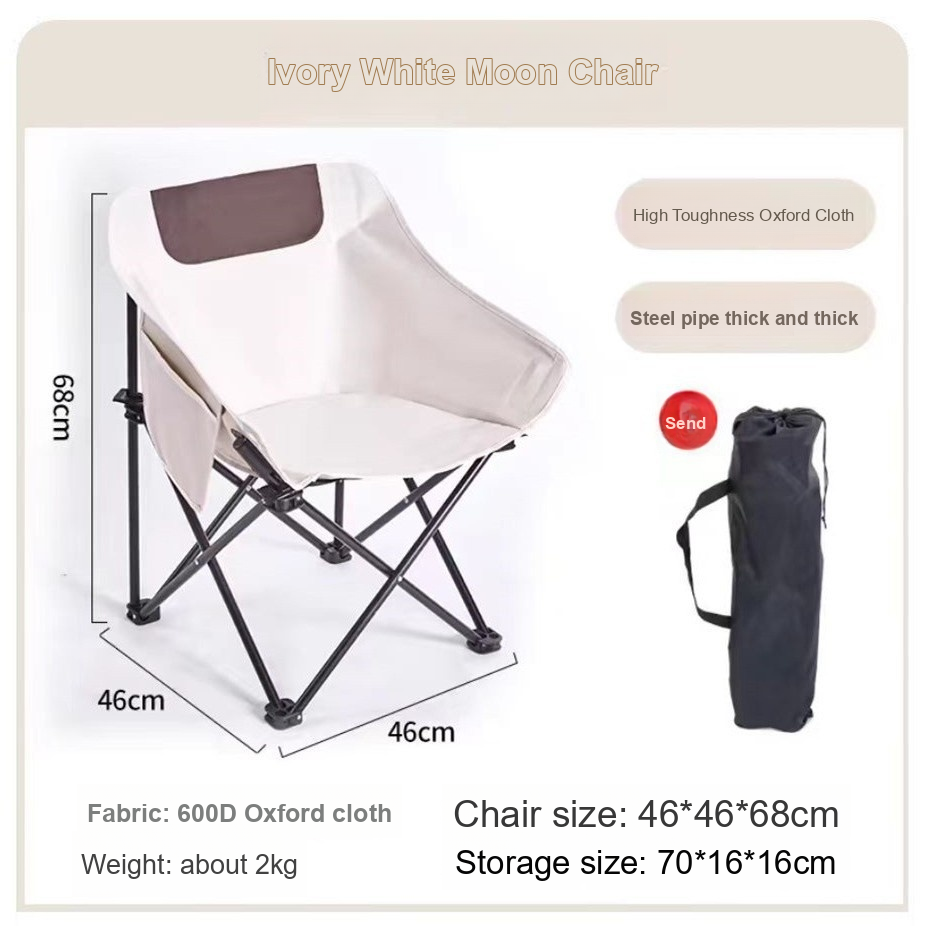 Ivory White Moon Chair
High Toughness Oxford Cloth
Steel pipe thick and thick
Send
68cm
46cm
46cm
Fabric: 600D Oxford cloth
Chair size: 46*46*68cm
Weight: about 2kg
Storage size: 70*16*16cm